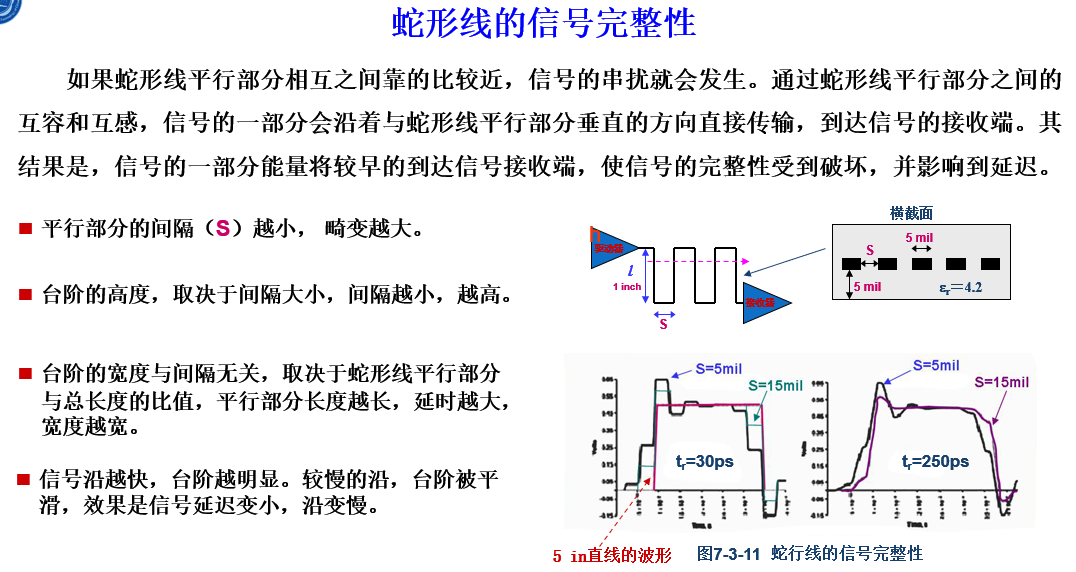 蛇形线的信号完整性
如果蛇形线平行部分相互之间靠的比较近，信号的串扰就会发生。通过蛇形线平行部分之间的
互容和互感，信号的一部分会沿着与蛇形线平行部分垂直的方向直接传输，到达信号的接收端。其
结果是，信号的一部分能量将较早的到达信号接收端，使信号的完整性受到破坏，并影响到延迟。
平行部分的间隔（S）越小， 畸变越大。
台阶的高度，取决于间隔大小，间隔越小，越高。
台阶的宽度与间隔无关，取决于蛇形线平行部分
与总长度的比值，平行部分长度越长，延时越大，
宽度越宽。
信号沿越快，台阶越明显。较慢的沿，台阶被平
滑，效果是信号延迟变小，沿变慢。
驱动器
l
1 inch
S
接收器
横截面
S
5 mil
5 mil
εr＝4.2
S=5mil
S=15mil
tr=30ps
S=5mil
S=15mil
tr=250ps
5 in直线的波形
图7-3-11 蛇行线的信号完整性